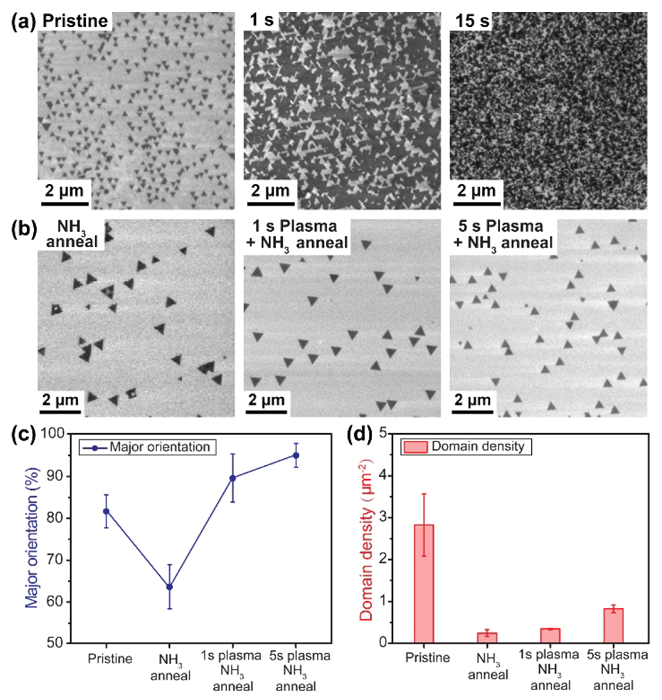 (a) Pristine
1 s
15 s
2 μm
2 μm
2 μm
(b) NH3 anneal
1 s Plasma + NH3 anneal
5 s Plasma + NH3 anneal
2 μm
2 μm
2 μm
(c)
Major orientation
Major orientation (%)
100
90
80
70
60
50
Pristine
NH3 anneal
1s plasma NH3 anneal
5s plasma NH3 anneal
(d)
Domain density
Domain density (μm-2)
5
4
3
2
1
0
Pristine
NH3 anneal
1s plasma NH3 anneal
5s plasma NH3 anneal